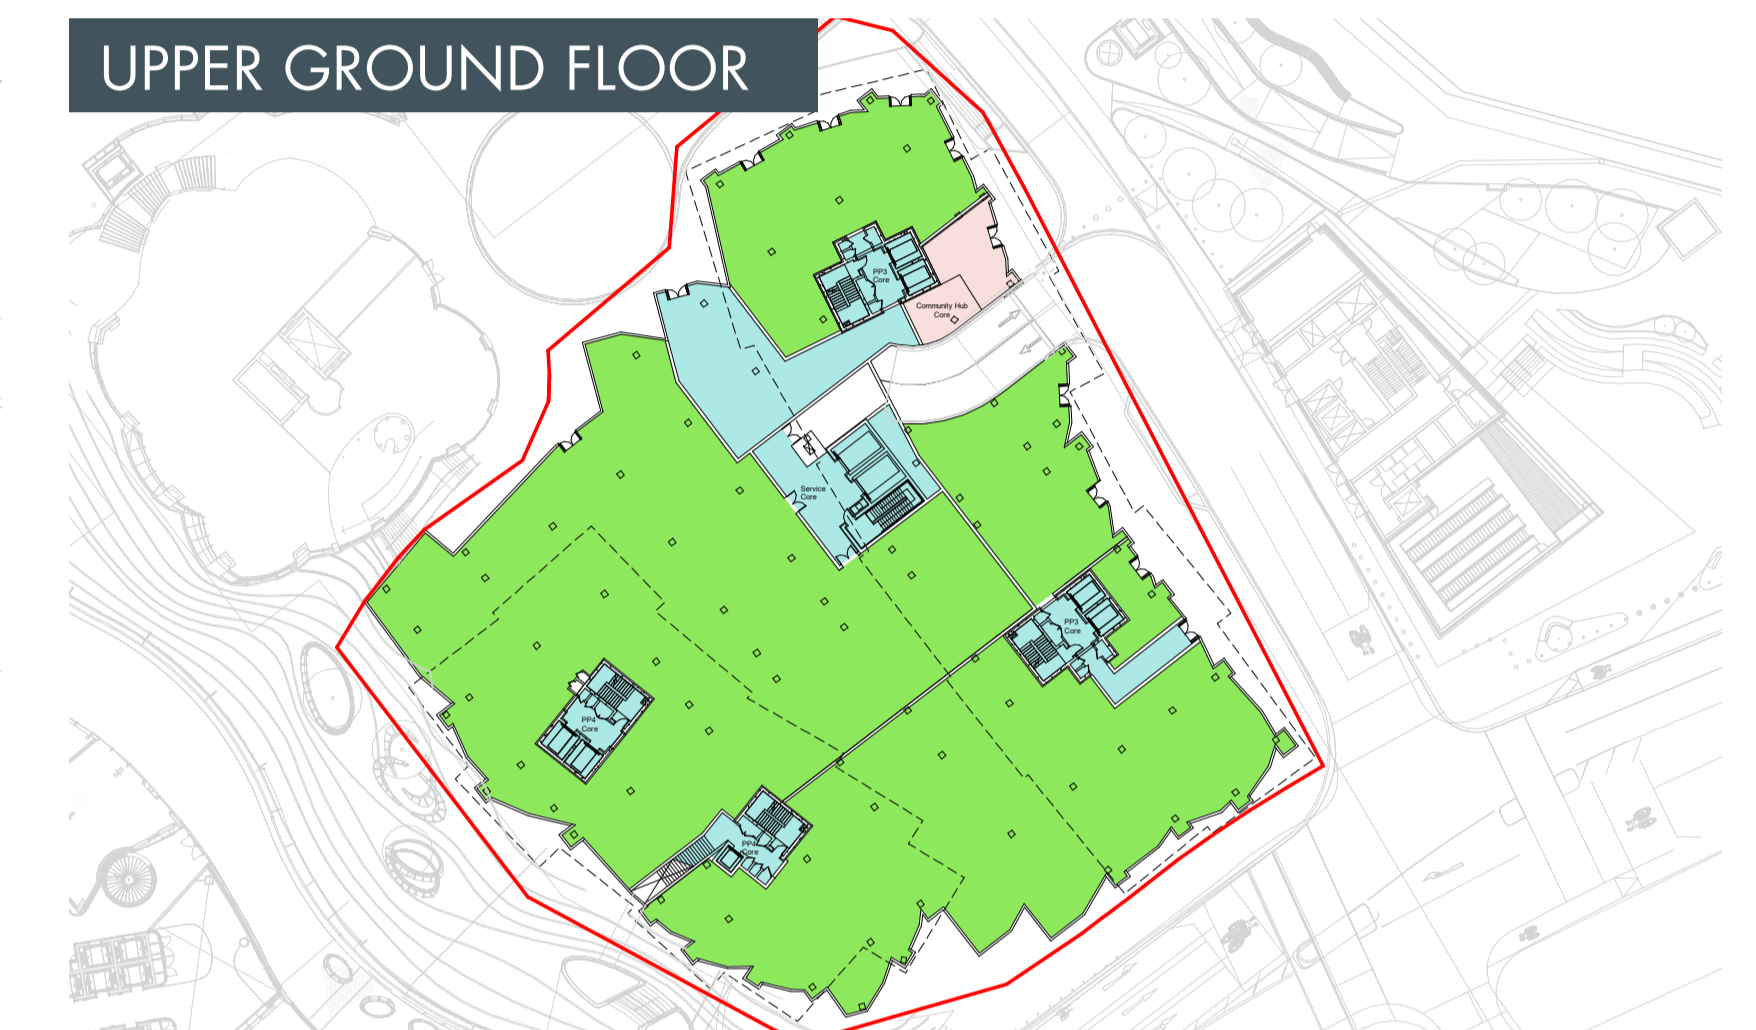 UPPER GROUND FLOOR
PP3
Core
Community Hub
Core
Service
Core
PP3
Core
PP4
Core
PP4
Core